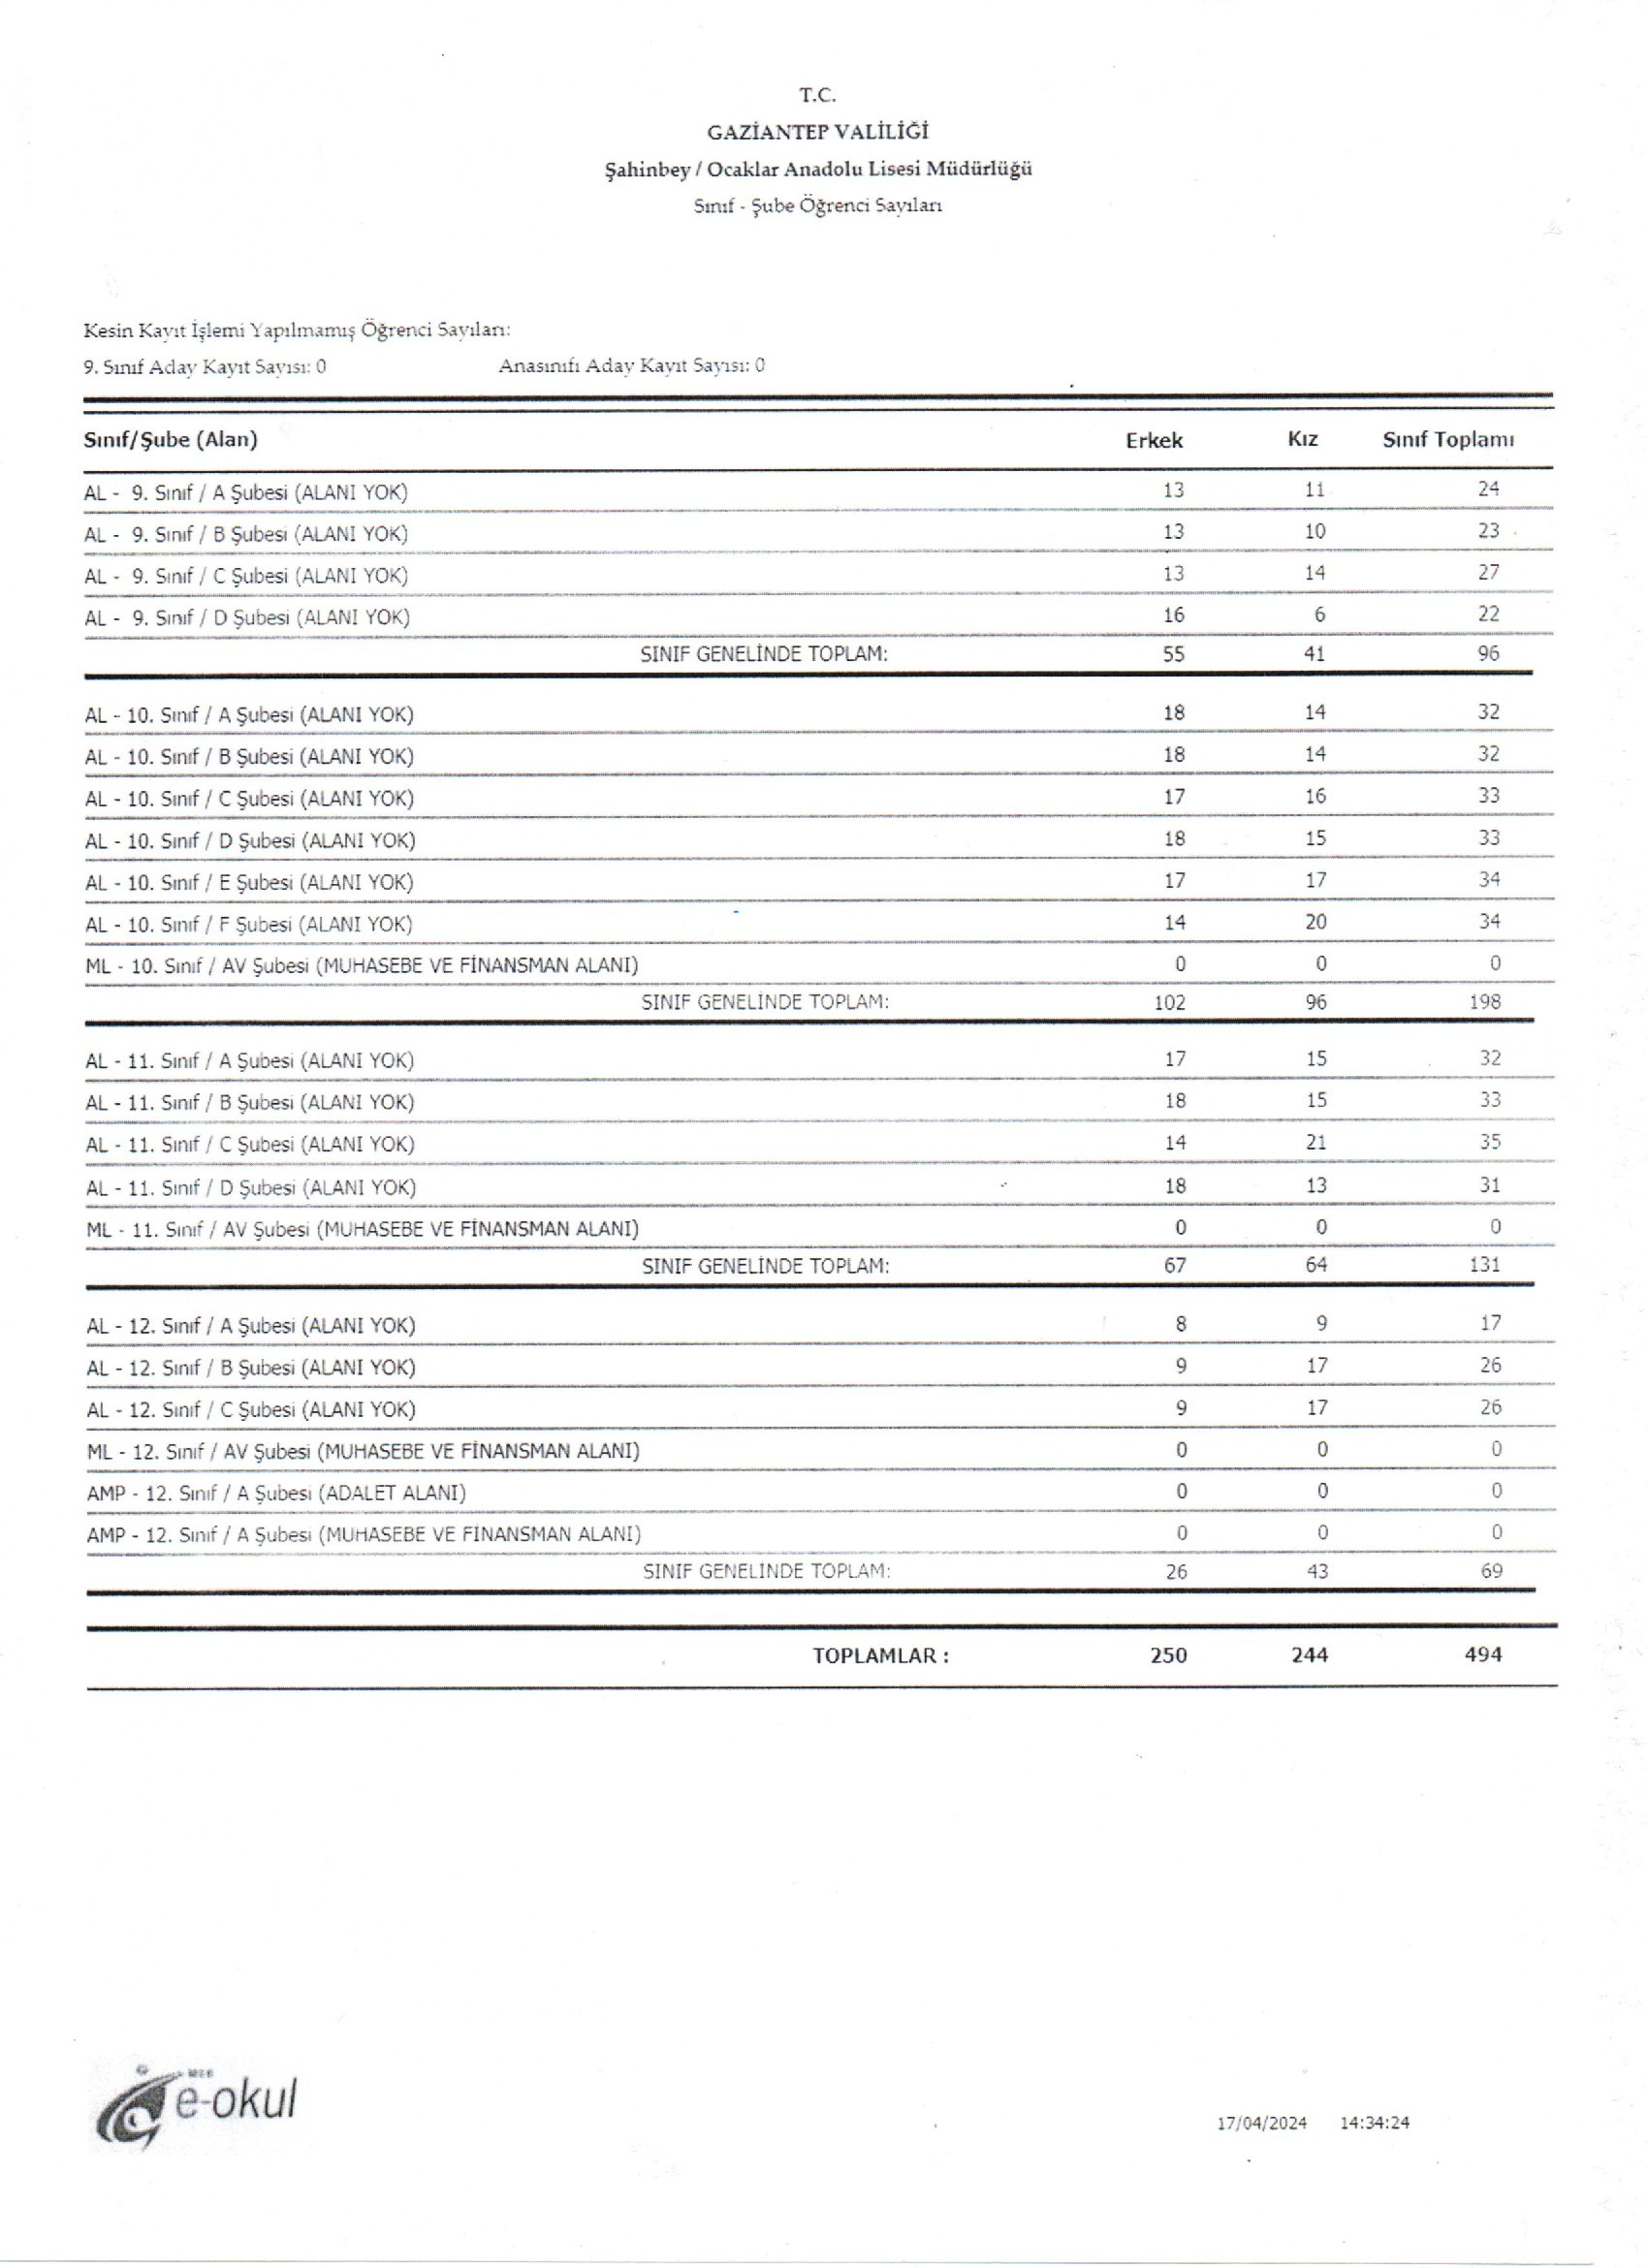 T.C.
GAZİANTEP VALİLİĞİ
Şahinbey / Ocaklar Anadolu Lisesi Müdürlüğü
Sınıf - Şube Öğrenci Sayıları
Kesin Kayıt İşlemi Yapılmamış Öğrenci Sayıları:
9. Sınıf Aday Kayıt Sayısı: 0 Anasınıfı Aday Kayıt Sayısı: 0
Sınıf/Şube (Alan) Erkek Kız Sınıf Toplamı
AL - 9. Sınıf / A Şubesi (ALANI YOK) 13 11 24
AL - 9. Sınıf / B Şubesi (ALANI YOK) 13 10 23
AL - 9. Sınıf / C Şubesi (ALANI YOK) 13 14 27
AL - 9. Sınıf / D Şubesi (ALANI YOK) 16 6 22
SINIF GENELİNDE TOPLAM: 55 41 96
AL - 10. Sınıf / A Şubesi (ALANI YOK) 18 14 32
AL - 10. Sınıf / B Şubesi (ALANI YOK) 18 14 32
AL - 10. Sınıf / C Şubesi (ALANI YOK) 17 16 33
AL - 10. Sınıf / D Şubesi (ALANI YOK) 18 15 33
AL - 10. Sınıf / E Şubesi (ALANI YOK) 17 17 34
AL - 10. Sınıf / F Şubesi (ALANI YOK) 14 20 34
ML - 10. Sınıf / AV Şubesi (MUHASEBE VE FİNANSMAN ALANI) 0 0 0
SINIF GENELİNDE TOPLAM: 102 96 198
AL - 11. Sınıf / A Şubesi (ALANI YOK) 17 15 32
AL - 11. Sınıf / B Şubesi (ALANI YOK) 18 15 33
AL - 11. Sınıf / C Şubesi (ALANI YOK) 14 21 35
AL - 11. Sınıf / D Şubesi (ALANI YOK) 18 13 31
ML - 11. Sınıf / AV Şubesi (MUHASEBE VE FİNANSMAN ALANI) 0 0 0
SINIF GENELİNDE TOPLAM: 67 64 131
AL - 12. Sınıf / A Şubesi (ALANI YOK) 8 9 17
AL - 12. Sınıf / B Şubesi (ALANI YOK) 9 17 26
AL - 12. Sınıf / C Şubesi (ALANI YOK) 9 17 26
ML - 12. Sınıf / AV Şubesi (MUHASEBE VE FİNANSMAN ALANI) 0 0 0
AMP - 12. Sınıf / A Şubesi (ADALET ALANI) 0 0 0
AMP - 12. Sınıf / A Şubesi (MUHASEBE VE FİNANSMAN ALANI) 0 0 0
SINIF GENELİNDE TOPLAM: 26 43 69
TOPLAMLAR : 250 244 494
MEB
e-okul
17/04/2024 14:34:24